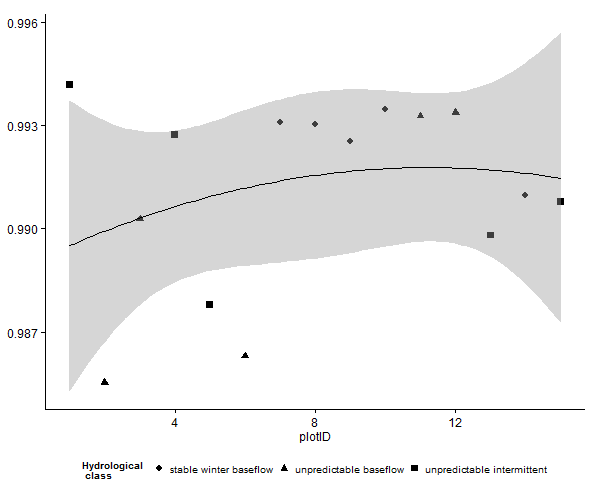 0.996
0.993
0.990
0.987
4 8 12
plotID
Hydrological
class
stable winter baseflow unpredictable baseflow unpredictable intermittent